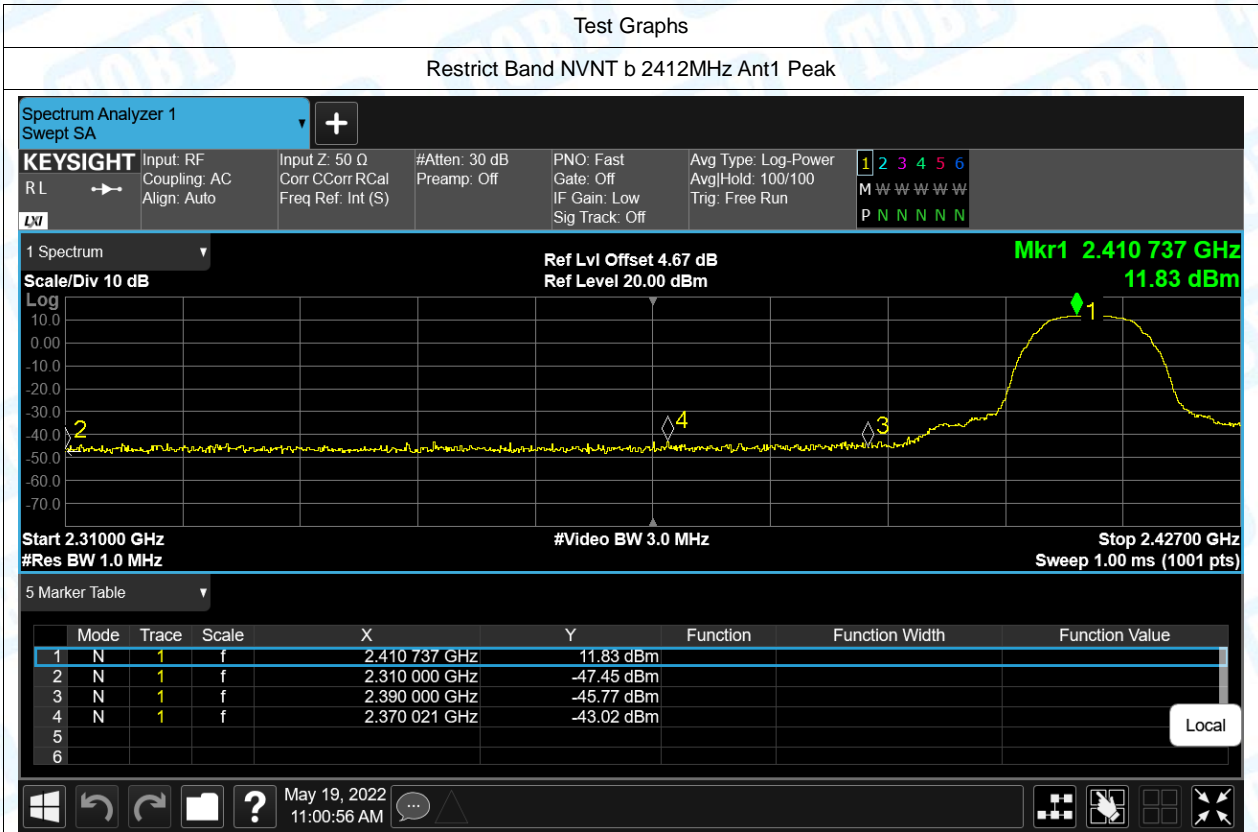 Test Graphs
Restrict Band NVNT b 2412MHz Ant1 Peak
Spectrum Analyzer 1
Swept SA
KEYSIGHT
RL
LXI
Input: RF
Coupling: AC
Align: Auto
Input Z: 50 Ω
Corr CCorr RCal
Freq Ref: Int (S)
#Atten: 30 dB
Preamp: Off
PNO: Fast
Gate: Off
IF Gain: Low
Sig Track: Off
Avg Type: Log-Power
Avg|Hold: 100/100
Trig: Free Run
1 2 3 4 5 6
M W W W W W
P N N N N N
1 Spectrum
Scale/Div 10 dB
Ref Lvl Offset 4.67 dB
Ref Level 20.00 dBm
Mkr1 2.410 737 GHz
11.83 dBm
Log
10.0
0.00
-10.0
-20.0
-30.0
-40.0
-50.0
-60.0
-70.0
1
2
4
3
Start 2.31000 GHz
#Video BW 3.0 MHz
Stop 2.42700 GHz
#Res BW 1.0 MHz
Sweep 1.00 ms (1001 pts)
5 Marker Table
Mode Trace Scale X Y Function Function Width Function Value
1 N 1 f 2.410 737 GHz 11.83 dBm
2 N 1 f 2.310 000 GHz -47.45 dBm
3 N 1 f 2.390 000 GHz -45.77 dBm
4 N 1 f 2.370 021 GHz -43.02 dBm
5
6
Local
?
May 19, 2022
11:00:56 AM
TOBY